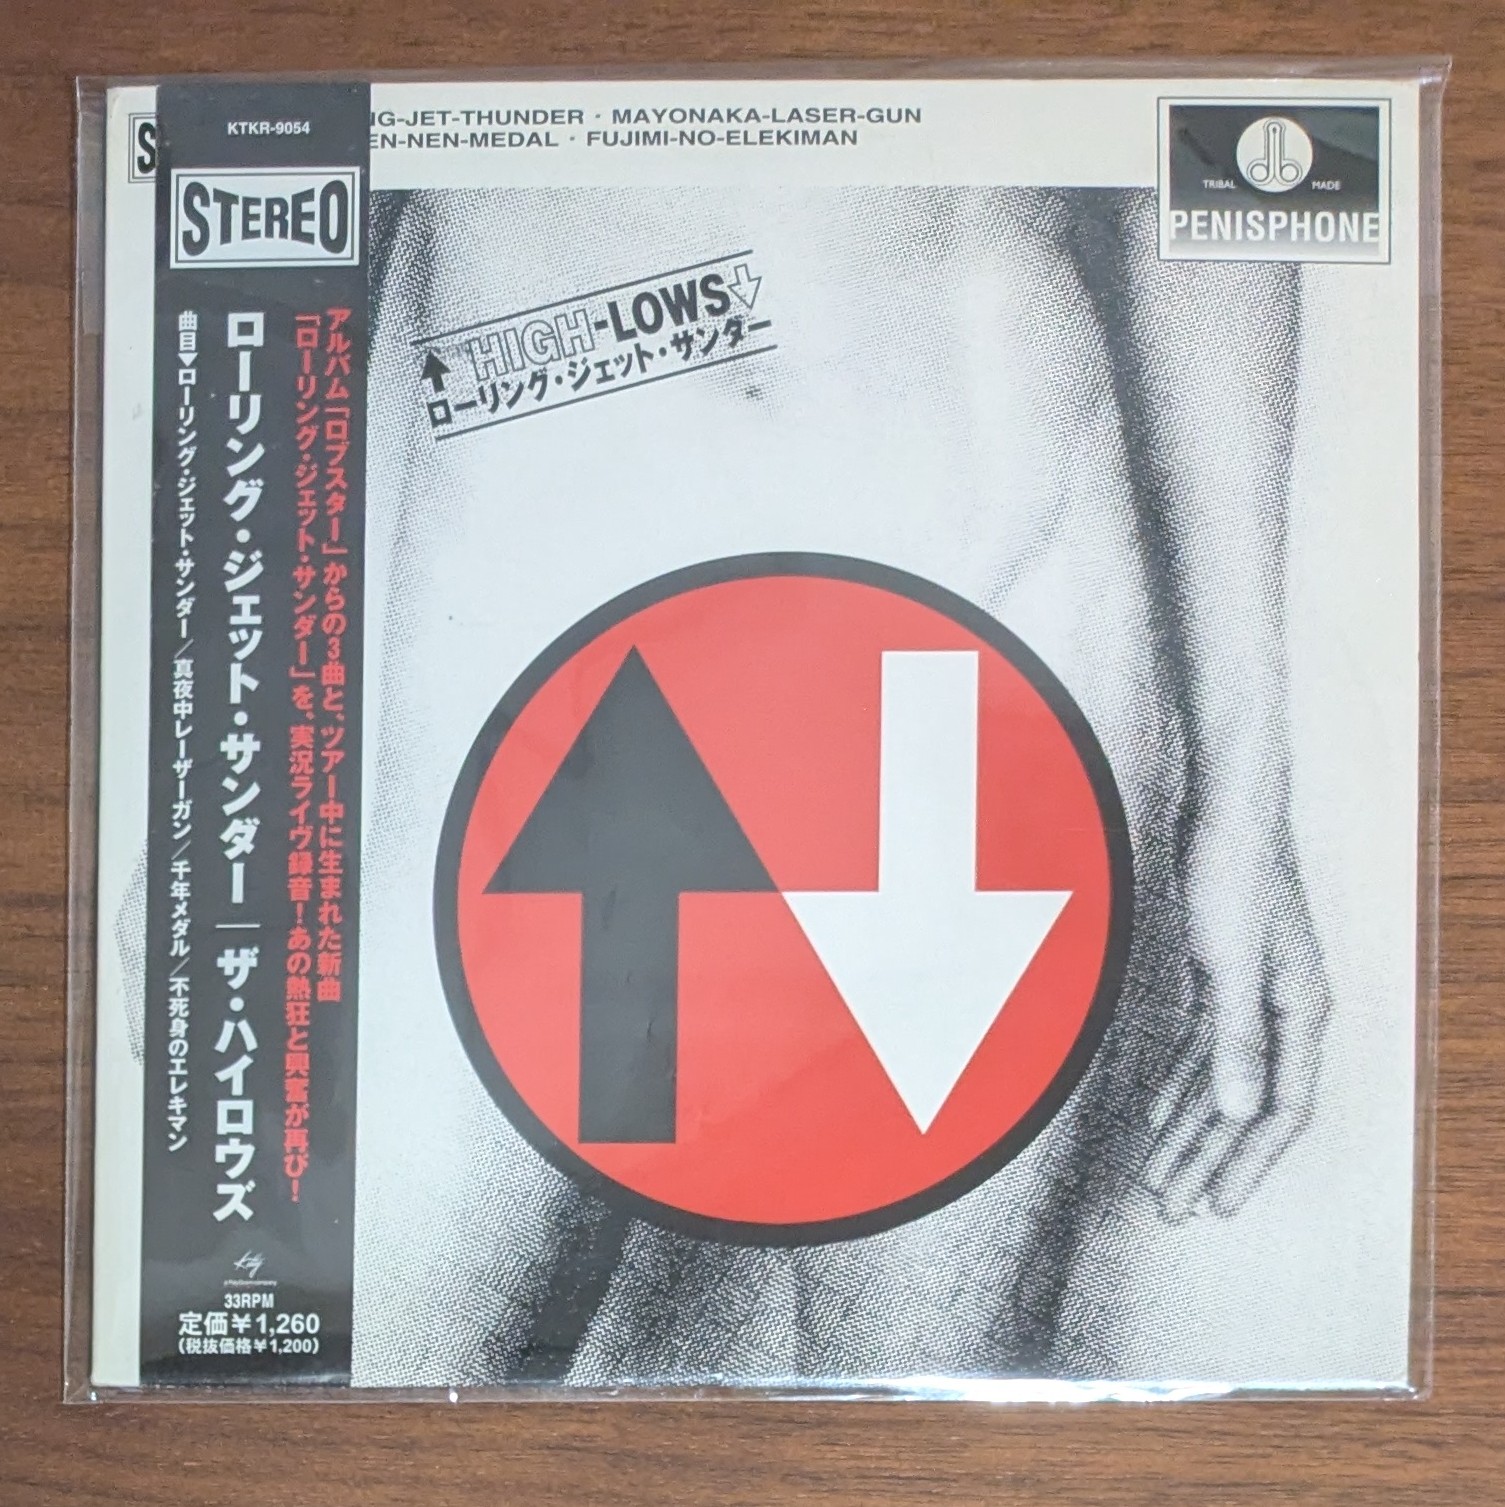 NG-JET-THUNDER · MAYONAKA-LASER-GUN
EN-NEN-MEDAL · FUJIMI-NO-ELEKIMAN
S
KTKR-9054
STEREO
アルバム「ロブスター」からの3曲と、ツアー中に生まれた新曲
「ローリング・ジェット・サンダー」を、実況ライヴ録音!あの熱狂と興奮が再び!
ローリング・ジェット・サンダー│ザ・ハイロウズ
曲目▼ローリング・ジェット・サンダー/真夜中レーザーガン/千年メダル/不死身のエレキマン
Kitty
33RPM
定価¥1,260
(税抜価格¥1,200)
↑HIGH-LOWS↓
ローリング・ジェット・サンダー
TRIBAL MADE
PENISPHONE